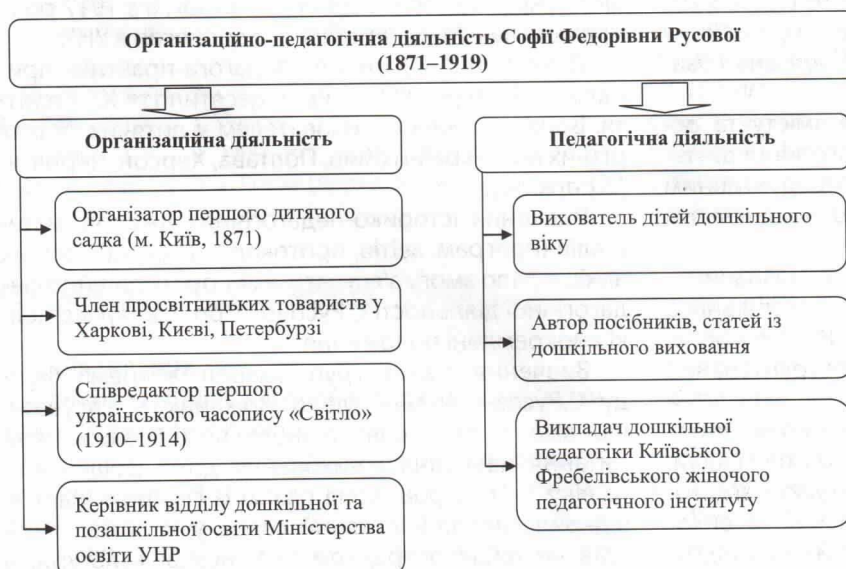 Організаційно-педагогічна діяльність Софії Федорівни Русової
(1871–1919)
Організаційна
діяльність
Організатор першого дитячого
садка (м. Київ, 1871)
Член просвітницьких товариств у
Харкові, Києві, Петербурзі
Співредактор першого
українського часопису «Світло»
(1910–1914)
Керівник відділу дошкільної та
позашкільної освіти Міністерства
освіти УНР
Педагогічна діяльність
Вихователь дітей дошкільного
віку
Автор посібників, статей із
дошкільного виховання
Викладач дошкільної
педагогіки Київського
Фребелівського жіночого
педагогічного інституту